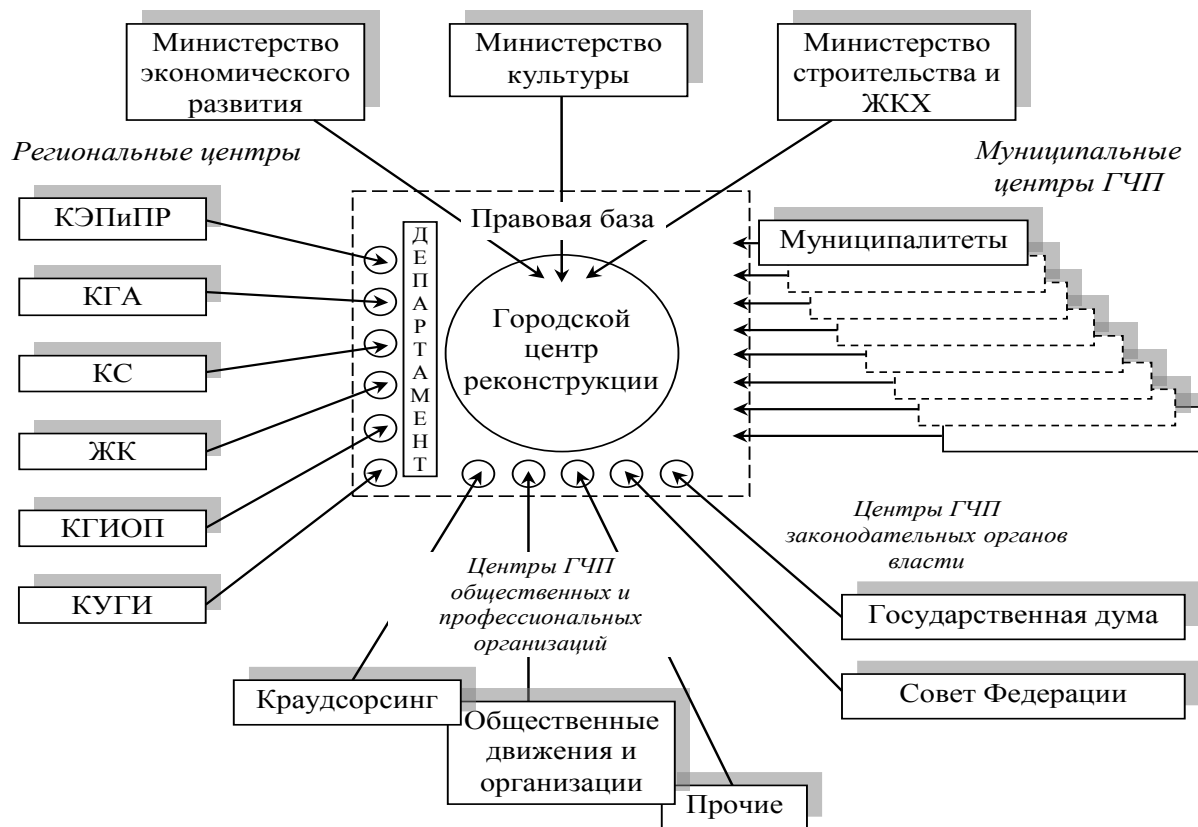 Министерство
экономического
развития
Министерство
культуры
Министерство
строительства и
ЖКХ
Региональные центры
Муниципальные
центры ГЧП
КЭПиПР
КГА
КС
ЖК
КГИОП
КУГИ
ДЕПАРТАМЕНТ
Правовая база
Городской
центр
реконструкции
Муниципалитеты
Центры ГЧП
законодательных органов
власти
Государственная дума
Совет Федерации
Центры ГЧП
общественных и
профессиональных
организаций
Краудсорсинг
Общественные
движения и
организации
Прочие